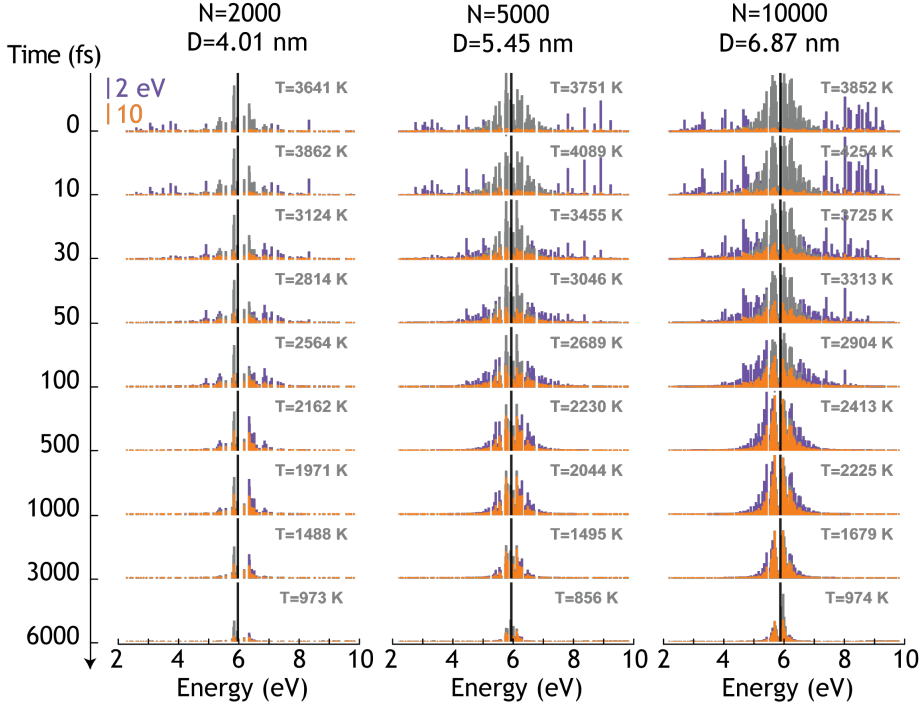 N=2000 N=5000 N=10000
D=4.01 nm D=5.45 nm D=6.87 nm
Time (fs)
2 eV
10
T=3641 K T=3751 K T=3852 K
0
T=3862 K T=4089 K T=4254 K
10
T=3124 K T=3455 K T=3725 K
30
T=2814 K T=3046 K T=3313 K
50
T=2564 K T=2689 K T=2904 K
100
T=2162 K T=2230 K T=2413 K
500
T=1971 K T=2044 K T=2225 K
1000
T=1488 K T=1495 K T=1679 K
3000
T=973 K T=856 K T=974 K
6000
2 4 6 8 10 2 4 6 8 10 2 4 6 8 10
Energy (eV) Energy (eV) Energy (eV)